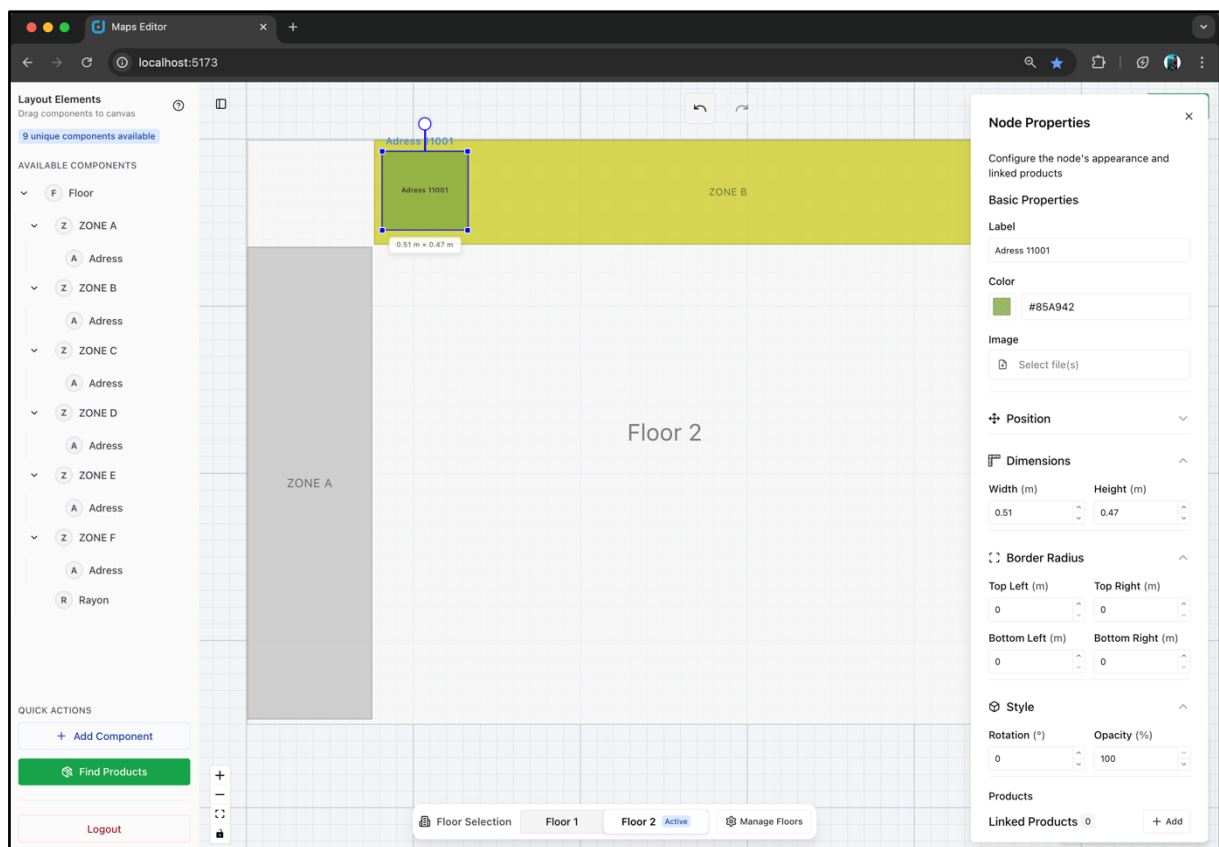 Maps Editor
localhost:5173
Layout Elements
Drag components to canvas
9 unique components available
AVAILABLE COMPONENTS
F Floor
Z ZONE A
A Adress
Z ZONE B
A Adress
Z ZONE C
A Adress
Z ZONE D
A Adress
Z ZONE E
A Adress
Z ZONE F
A Adress
R Rayon
QUICK ACTIONS
+ Add Component
Find Products
Logout
Adress 11001
Adress 11001
0.51 m × 0.47 m
ZONE B
ZONE A
Floor 2
Floor Selection Floor 1 Floor 2 Active Manage Floors
Node Properties
Configure the node's appearance and
linked products
Basic Properties
Label
Adress 11001
Color
#85A942
Image
Select file(s)
Position
Dimensions
Width (m) Height (m)
0.51 0.47
Border Radius
Top Left (m) Top Right (m)
0 0
Bottom Left (m) Bottom Right (m)
0 0
Style
Rotation (°) Opacity (%)
0 100
Products
Linked Products 0 + Add